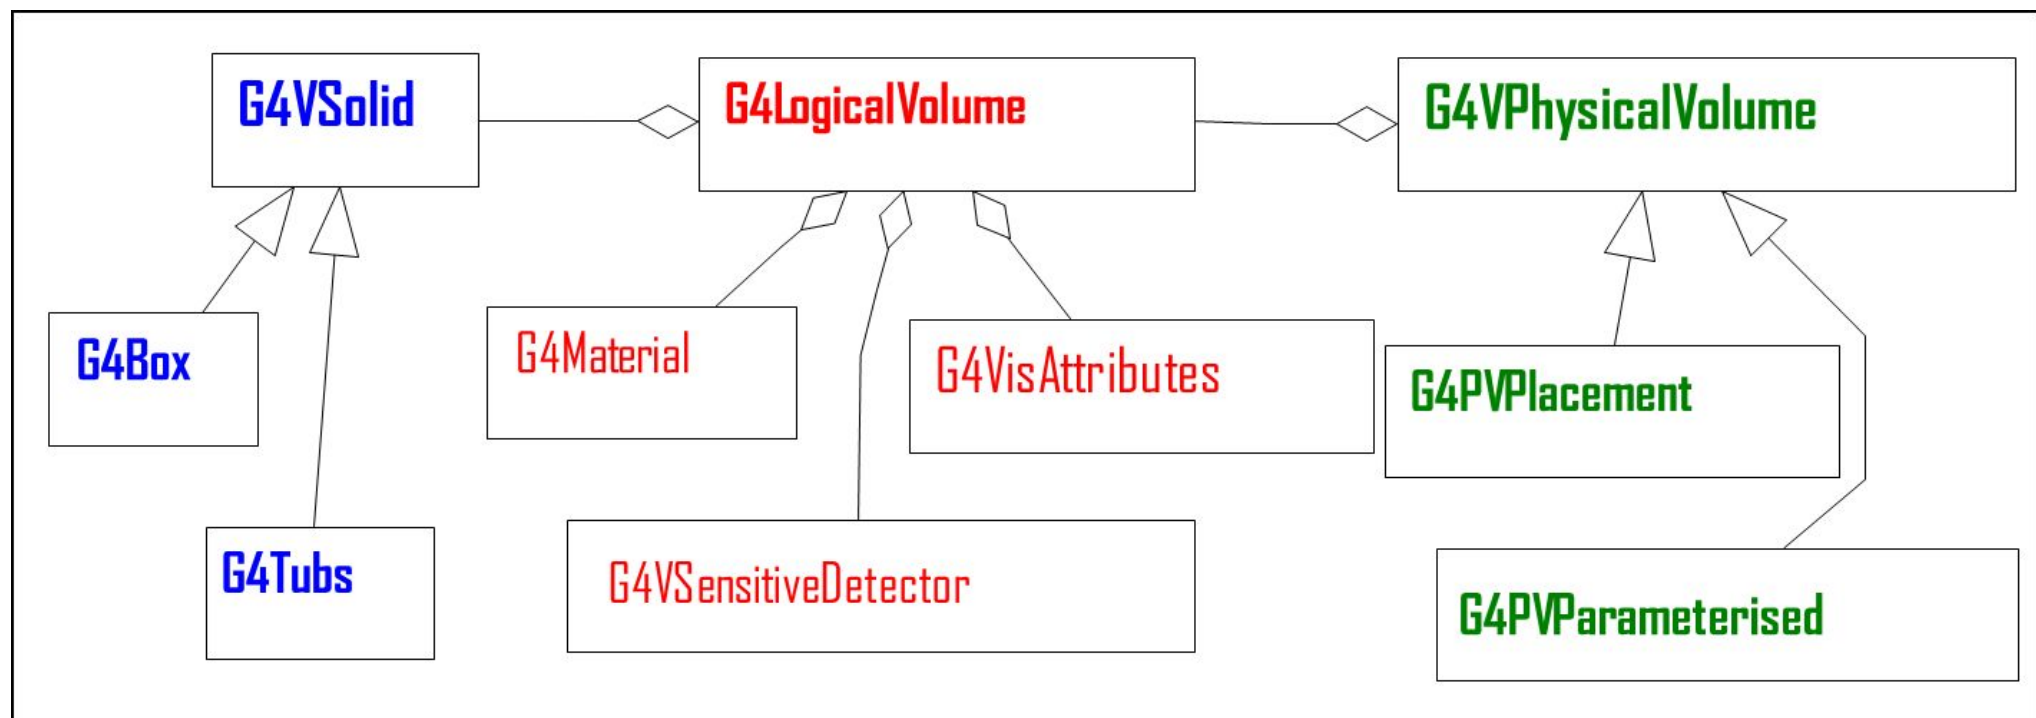 G4VSolid
G4LogicalVolume
G4VPhysicalVolume
G4Box
G4Material
G4VisAttributes
G4PVPlacement
G4Tubs
G4VSensitiveDetector
G4PVParameterised